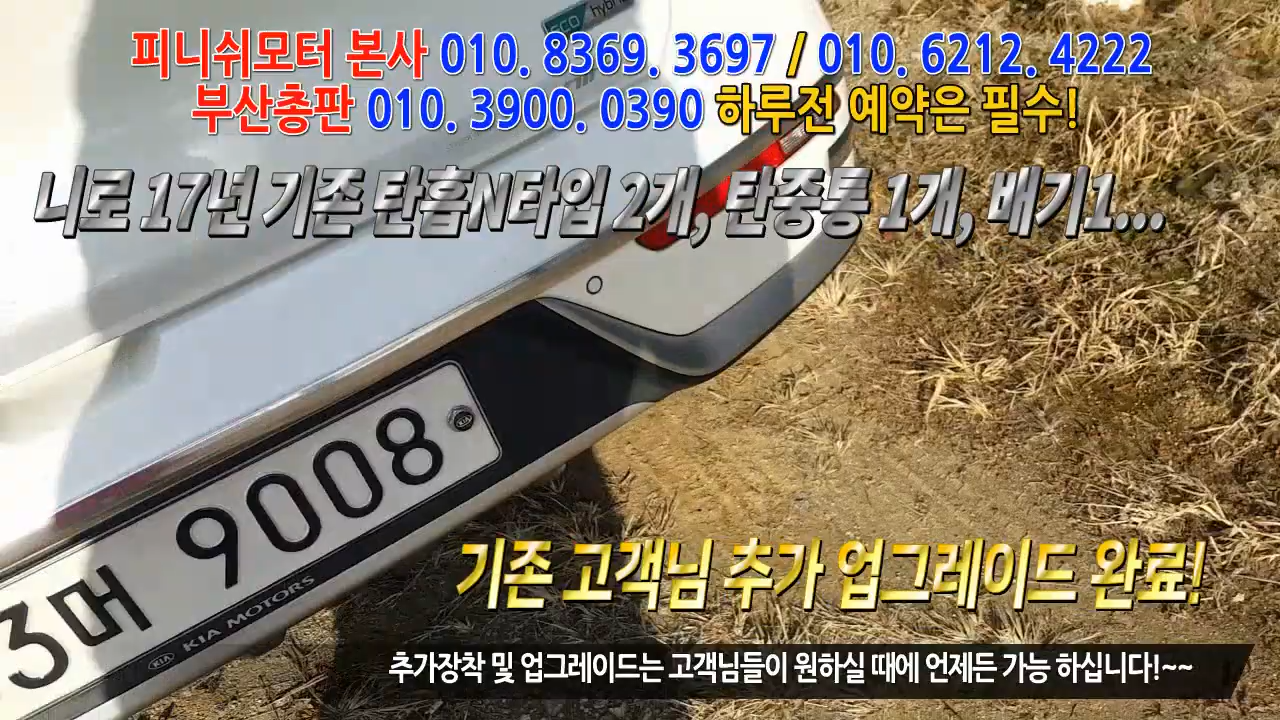 ECO hybrid
피니쉬모터 본사 010. 8369. 3697 / 010. 6212. 4222
부산총판 010. 3900. 0390 하루전 예약은 필수!
니로 17년 기존 탄흡N타입 2개, 탄중통 1개, 배기1...
9008
3머
KIA MOTORS
기존 고객님 추가 업그레이드 완료!
추가장착 및 업그레이드는 고객님들이 원하실 때에 언제든 가능 하십니다!~~